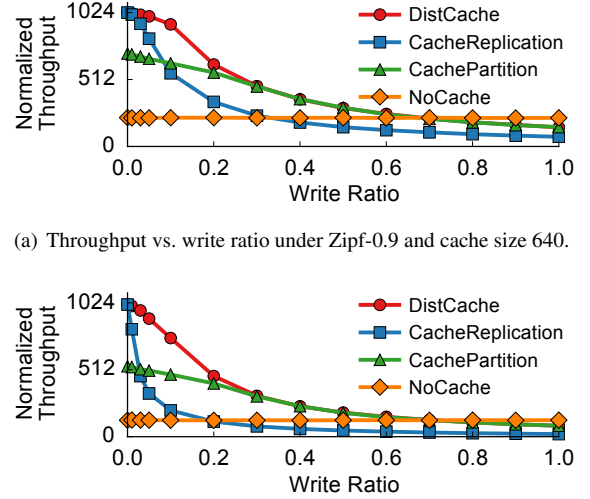 Normalized
Throughput
1024
512
0
DistCache
CacheReplication
CachePartition
NoCache
0.0 0.2 0.4 0.6 0.8 1.0
Write Ratio
(a) Throughput vs. write ratio under Zipf-0.9 and cache size 640.
Normalized
Throughput
1024
512
0
DistCache
CacheReplication
CachePartition
NoCache
0.0 0.2 0.4 0.6 0.8 1.0
Write Ratio